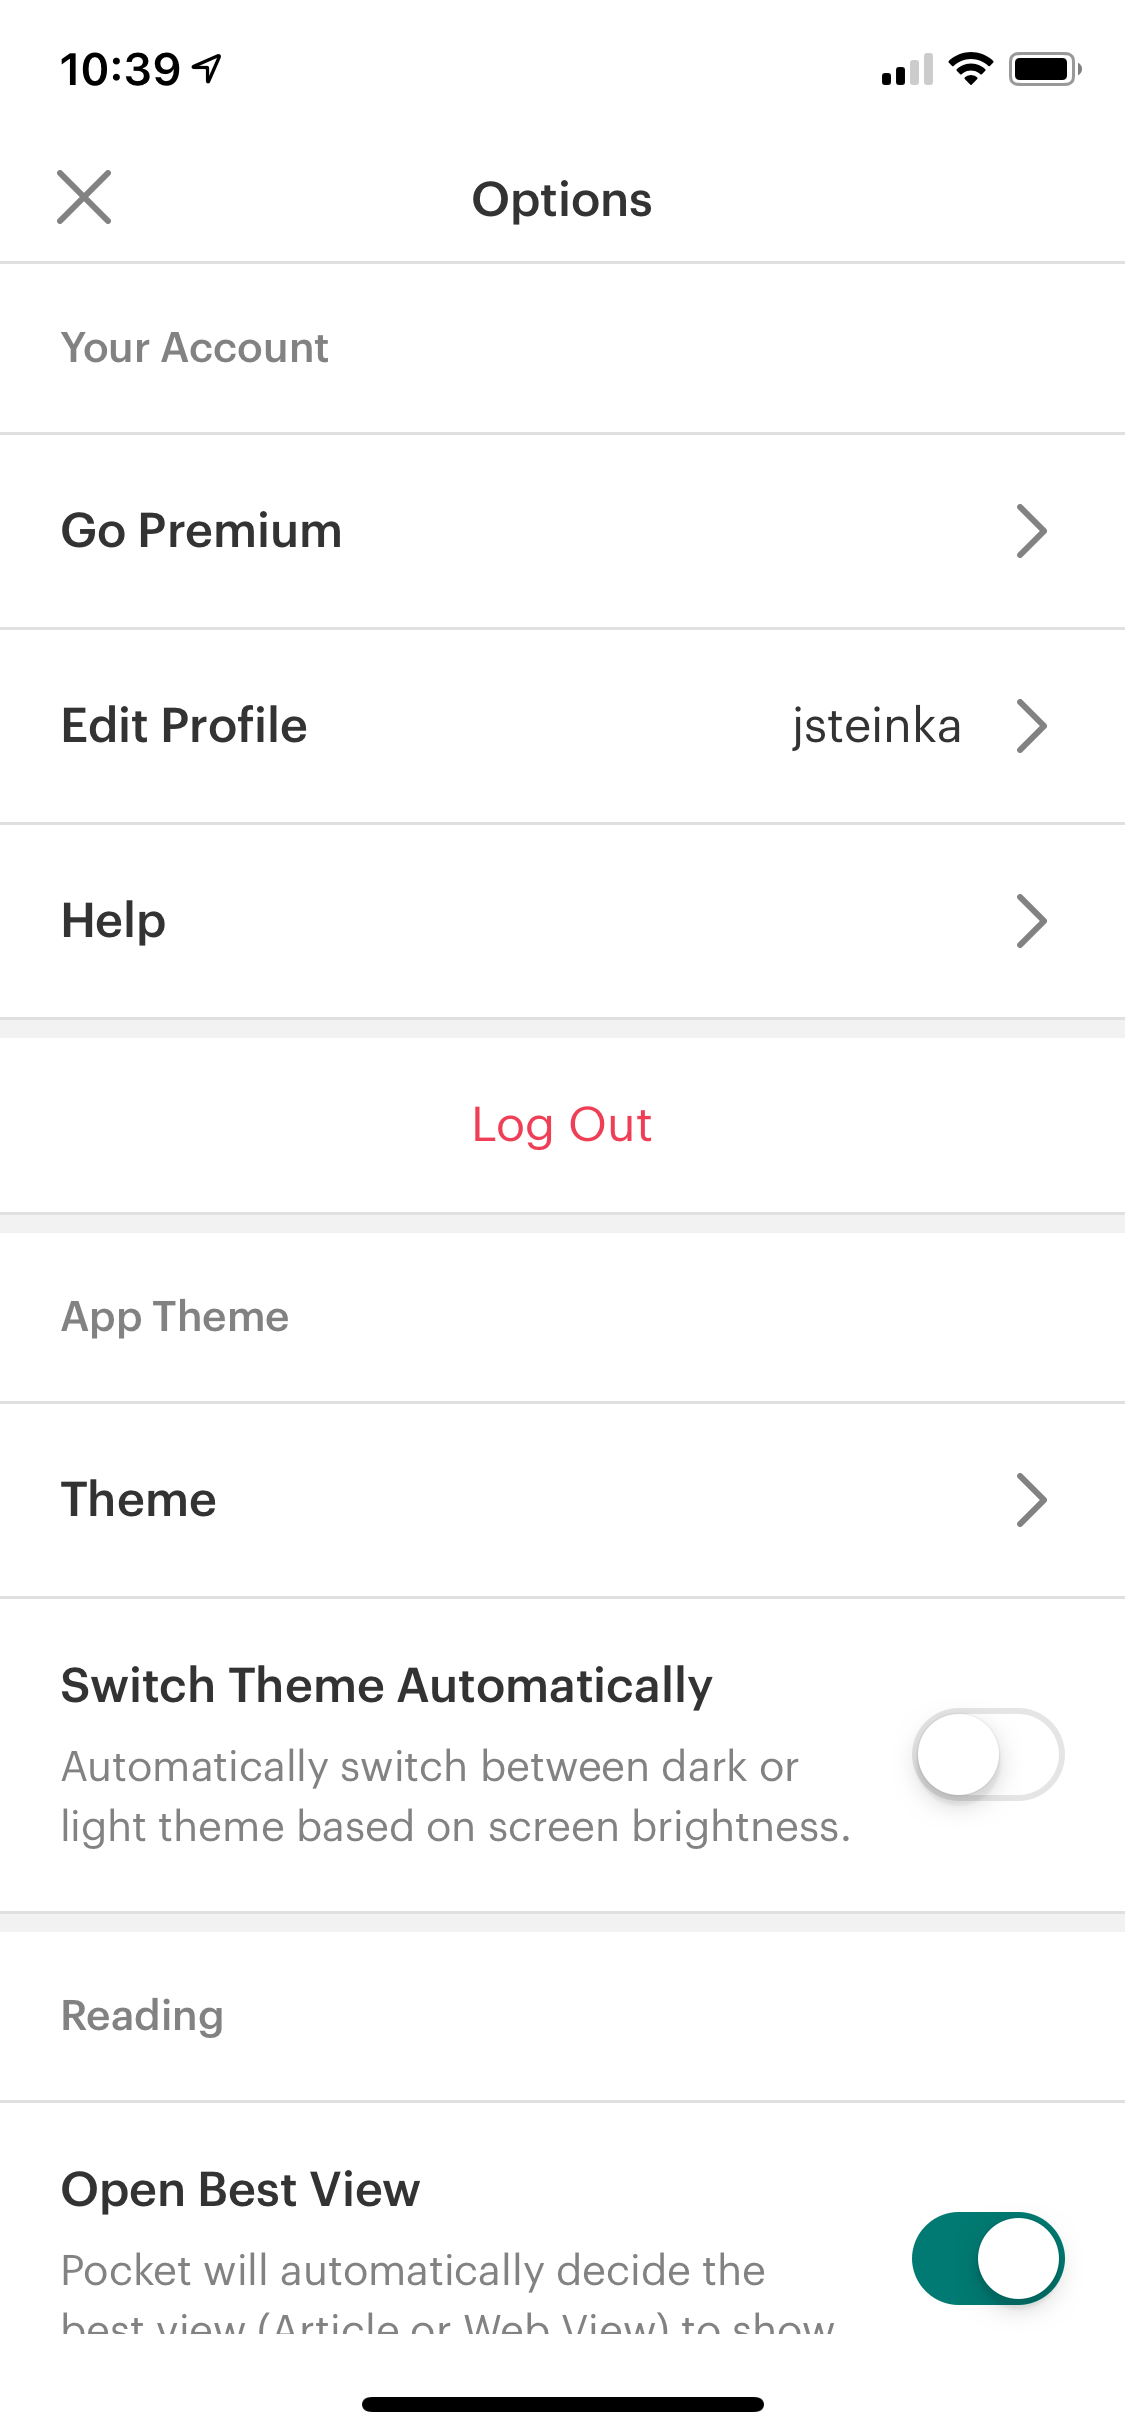 10:39
Options
Your Account
Go Premium
Edit Profile jsteinka
Help
Log Out
App Theme
Theme
Switch Theme Automatically
Automatically switch between dark or
light theme based on screen brightness.
Reading
Open Best View
Pocket will automatically decide the
best view (Article or Web View) to show